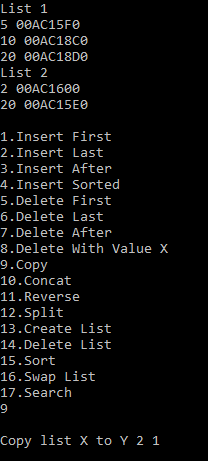 List 1
5 00AC15F0
10 00AC18C0
20 00AC18D0
List 2
2 00AC1600
20 00AC15E0
1.Insert First
2.Insert Last
3.Insert After
4.Insert Sorted
5.Delete First
6.Delete Last
7.Delete After
8.Delete With Value X
9.Copy
10.Concat
11.Reverse
12.Split
13.Create List
14.Delete List
15.Sort
16.Swap List
17.Search
9
Copy list X to Y 2 1